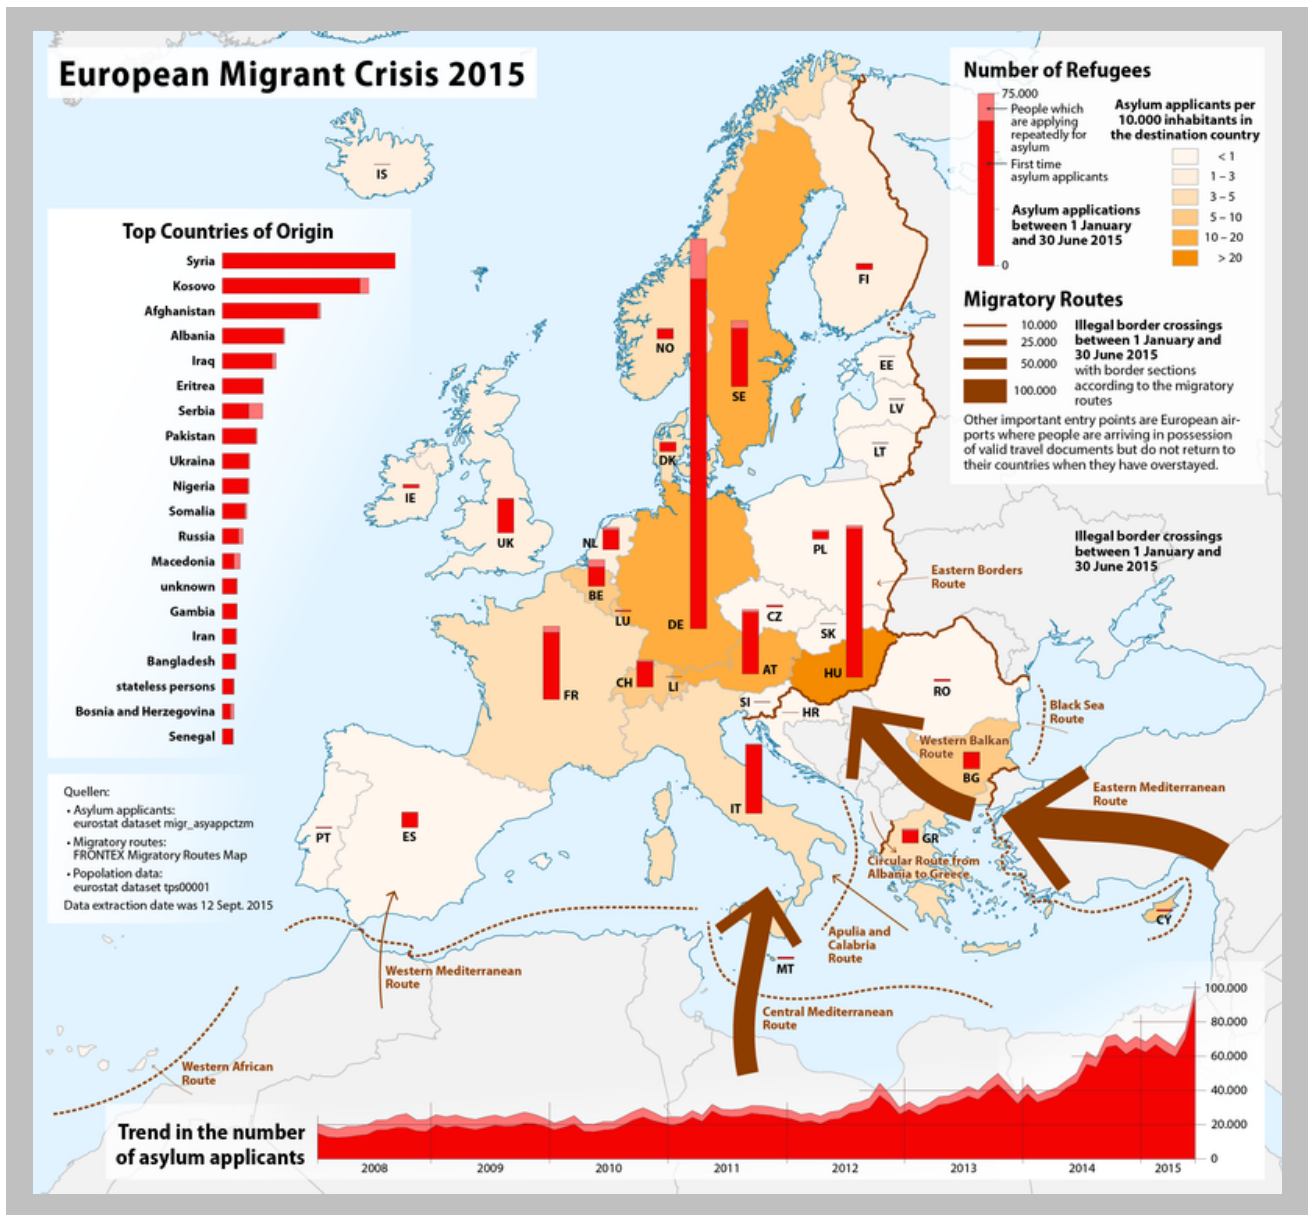 European Migrant Crisis 2015
Number of Refugees
75.000
People which
are applying
repeatedly for
asylum
First time
asylum applicants
Asylum applications
between 1 January
and 30 June 2015
0
Asylum applicants per
10.000 inhabitants in
the destination country
< 1
1 – 3
3 – 5
5 – 10
10 – 20
> 20
Migratory Routes
10.000
25.000
50.000
100.000
Illegal border crossings
between 1 January and
30 June 2015
with border sections
according to the migratory
routes
Other important entry points are European air-
ports where people are arriving in possession
of valid travel documents but do not return to
their countries when they have overstayed.
Illegal border crossings
between 1 January and
30 June 2015
Top Countries of Origin
Syria
Kosovo
Afghanistan
Albania
Iraq
Eritrea
Serbia
Pakistan
Ukraina
Nigeria
Somalia
Russia
Macedonia
unknown
Gambia
Iran
Bangladesh
stateless persons
Bosnia and Herzegovina
Senegal
Quellen:
• Asylum applicants:
eurostat dataset migr_asyappctzm
• Migratory routes:
FRONTEX Migratory Routes Map
• Popolation data:
eurostat dataset tps00001
Data extraction date was 12 Sept. 2015
IS
FI
NO
SE
EE
LV
LT
DK
IE
UK
NL
PL
BE
LU
DE
CZ
SK
AT
HU
CH
LI
FR
SI
HR
RO
BG
IT
PT
ES
GR
CY
MT
Eastern Borders
Route
Black Sea
Route
Western Balkan
Route
Eastern Mediterranean
Route
Circular Route from
Albania to Greece
Apulia and
Calabria
Route
Western Mediterranean
Route
Central Mediterranean
Route
Western African
Route
Trend in the number
of asylum applicants
100.000
80.000
60.000
40.000
20.000
0
2008
2009
2010
2011
2012
2013
2014
2015